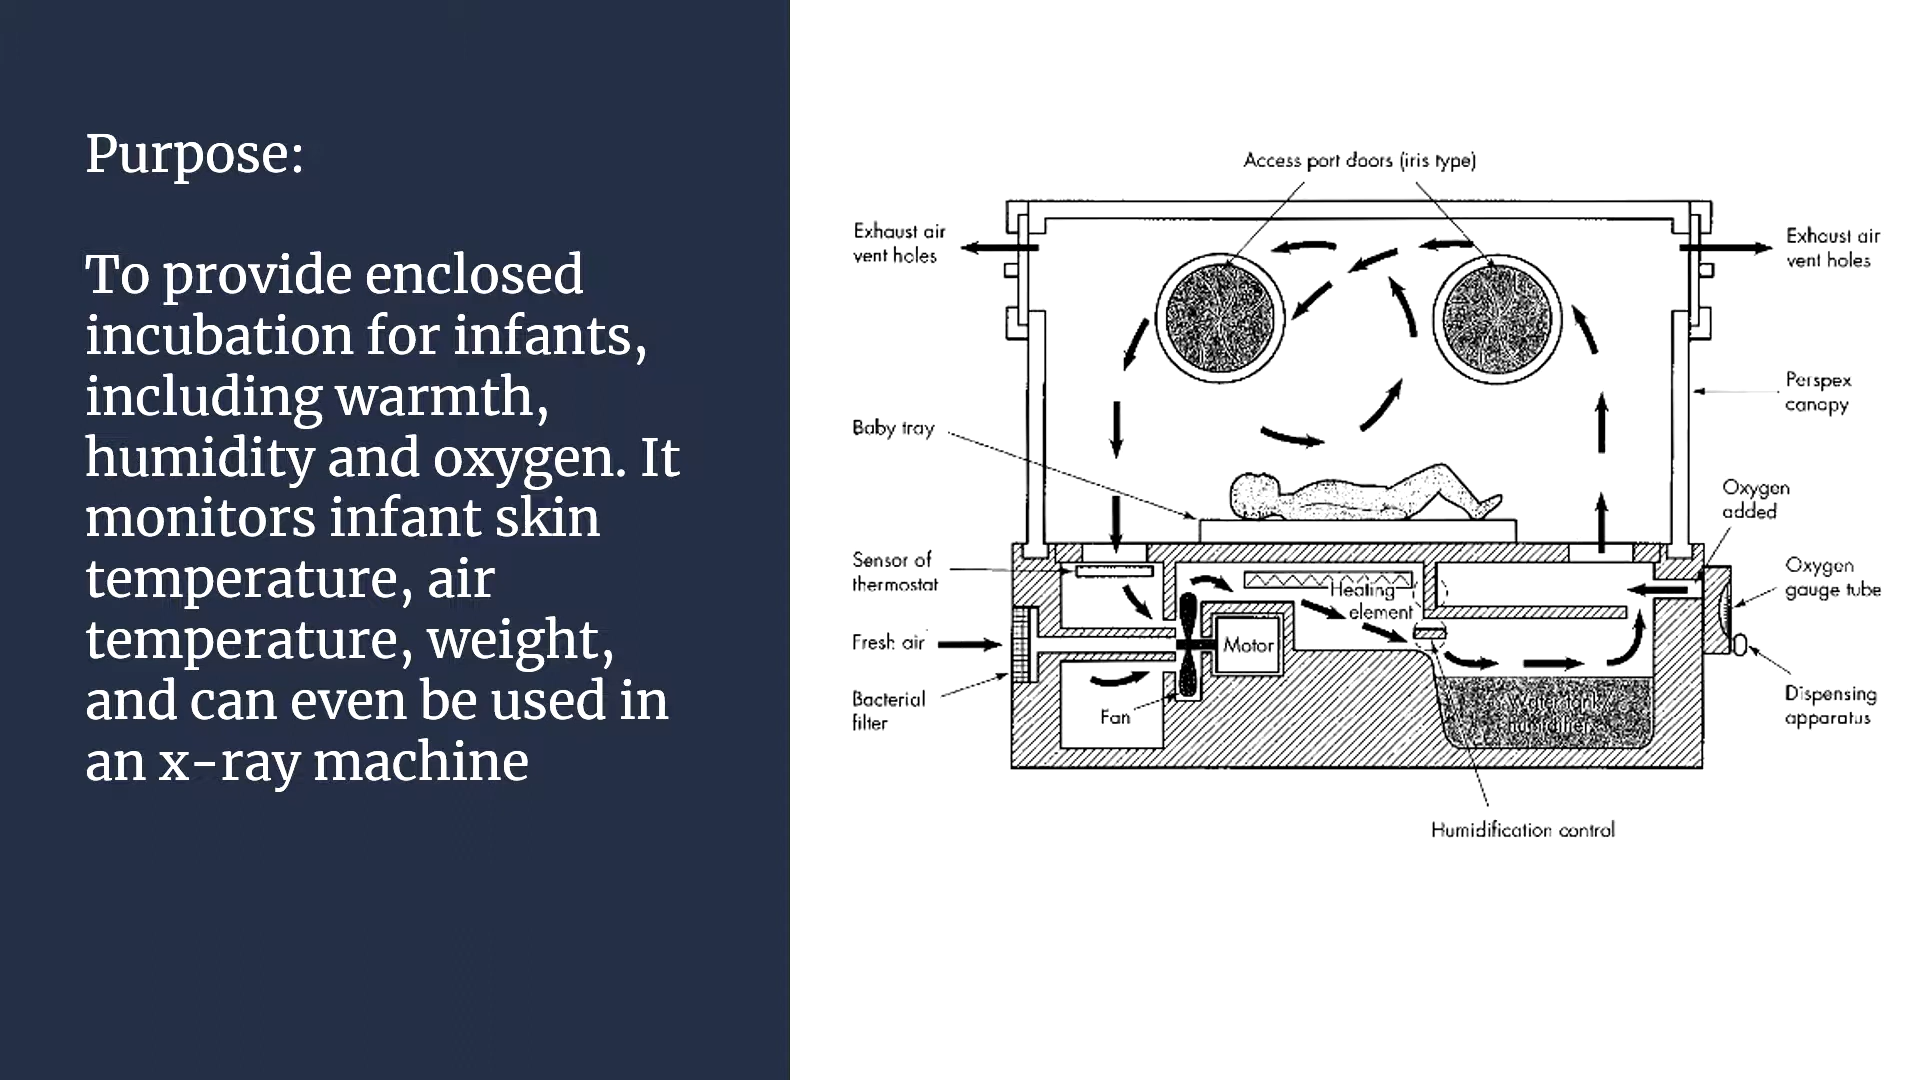 Purpose:
To provide enclosed
incubation for infants,
including warmth,
humidity and oxygen. It
monitors infant skin
temperature, air
temperature, weight,
and can even be used in
an x-ray machine
Access port doors (iris type)
Exhaust air
vent holes
Exhaust air
vent holes
Perspex
canopy
Baby tray
Oxygen
added
Sensor of
thermostat
Oxygen
gauge tube
Heating
element
Fresh air
Motor
Bacterial
filter
Fan
Water tank
humidifier
Dispensing
apparatus
Humidification control